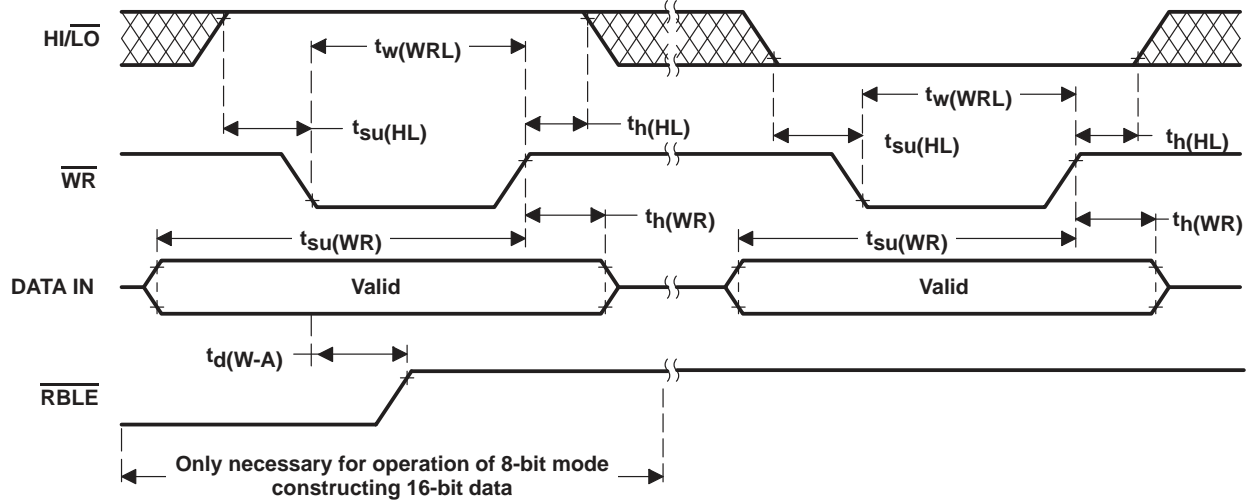 HI/LO
tw(WRL)
tsu(HL)
th(HL)
tw(WRL)
tsu(HL)
th(HL)
WR
tsu(WR)
th(WR)
tsu(WR)
th(WR)
DATA IN
Valid
Valid
td(W-A)
RBLE
Only necessary for operation of 8-bit mode
constructing 16-bit data